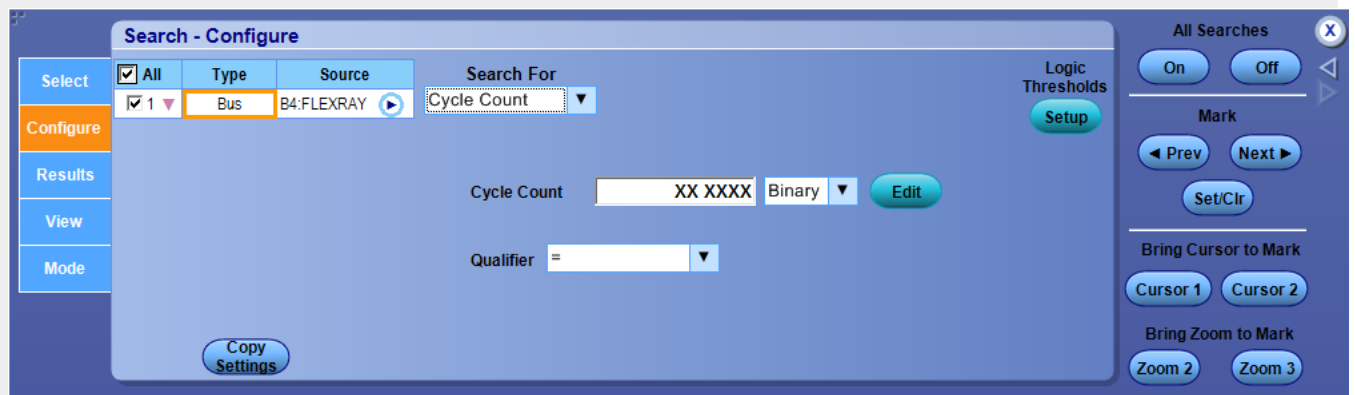 Search - Configure
Select
Configure
Results
View
Mode
All Type Source
1 Bus B4:FLEXRAY
Search For
Cycle Count
Logic
Thresholds
Setup
Cycle Count XX XXXX Binary Edit
Qualifier =
Copy
Settings
All Searches X
On Off
Mark
Prev Next
Set/Clr
Bring Cursor to Mark
Cursor 1 Cursor 2
Bring Zoom to Mark
Zoom 2 Zoom 3